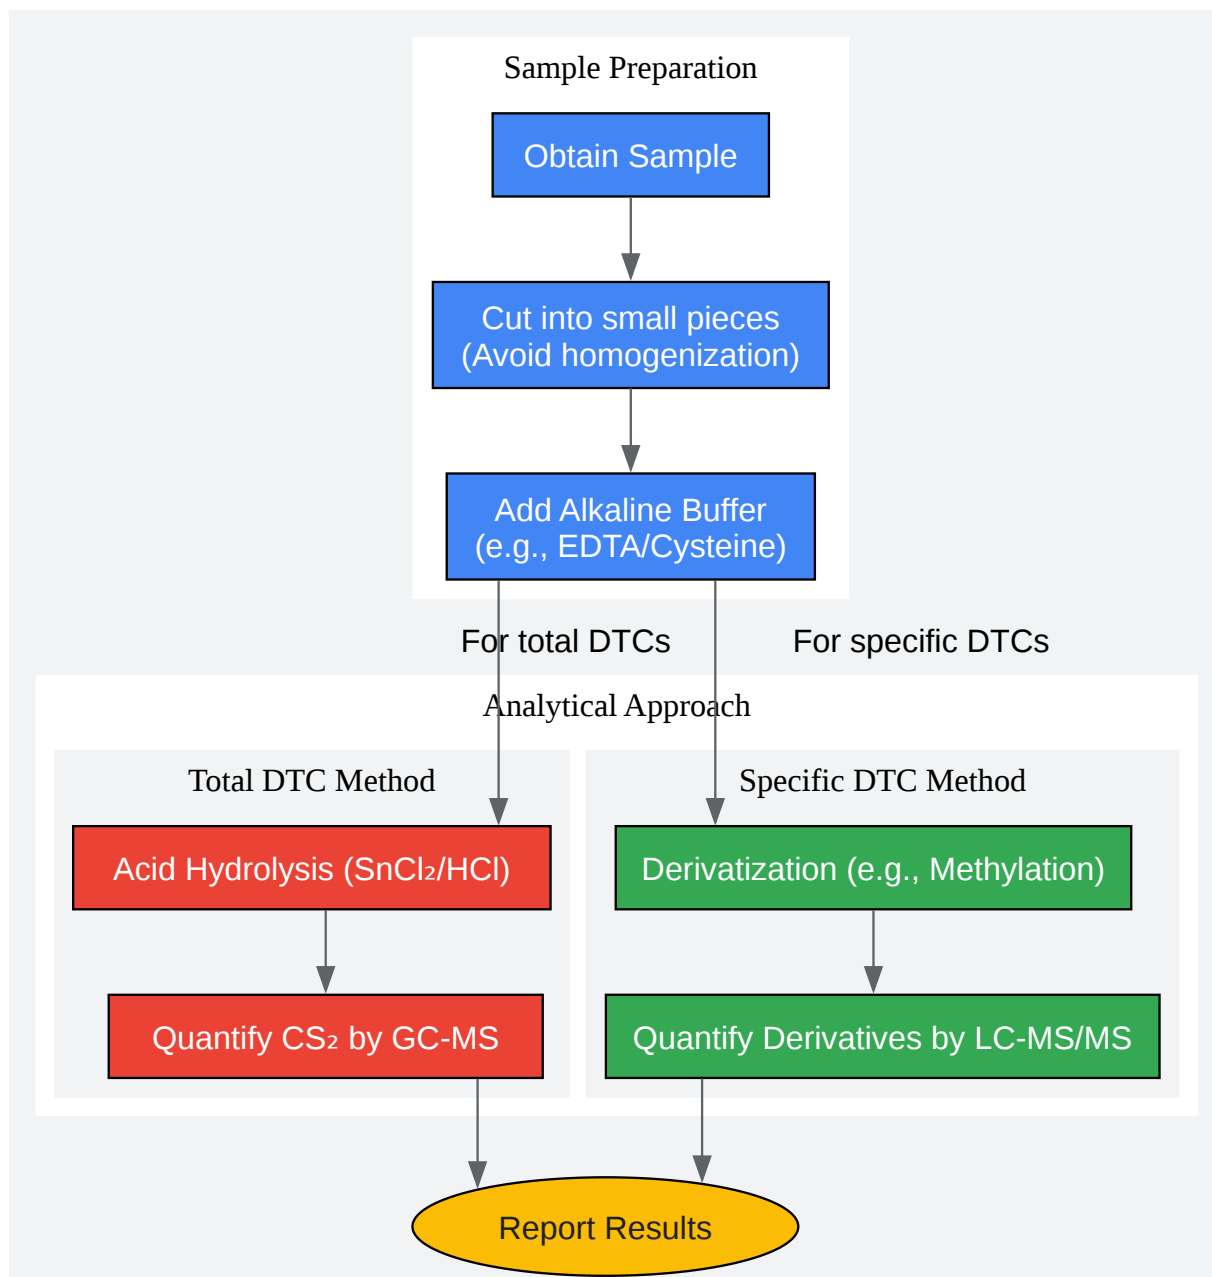 Sample Preparation
Obtain Sample
Cut into small pieces
(Avoid homogenization)
Add Alkaline Buffer
(e.g., EDTA/Cysteine)
For total DTCs
For specific DTCs
Analytical Approach
Total DTC Method
Specific DTC Method
Acid Hydrolysis (SnCl₂/HCl)
Derivatization (e.g., Methylation)
Quantify CS₂ by GC-MS
Quantify Derivatives by LC-MS/MS
Report Results